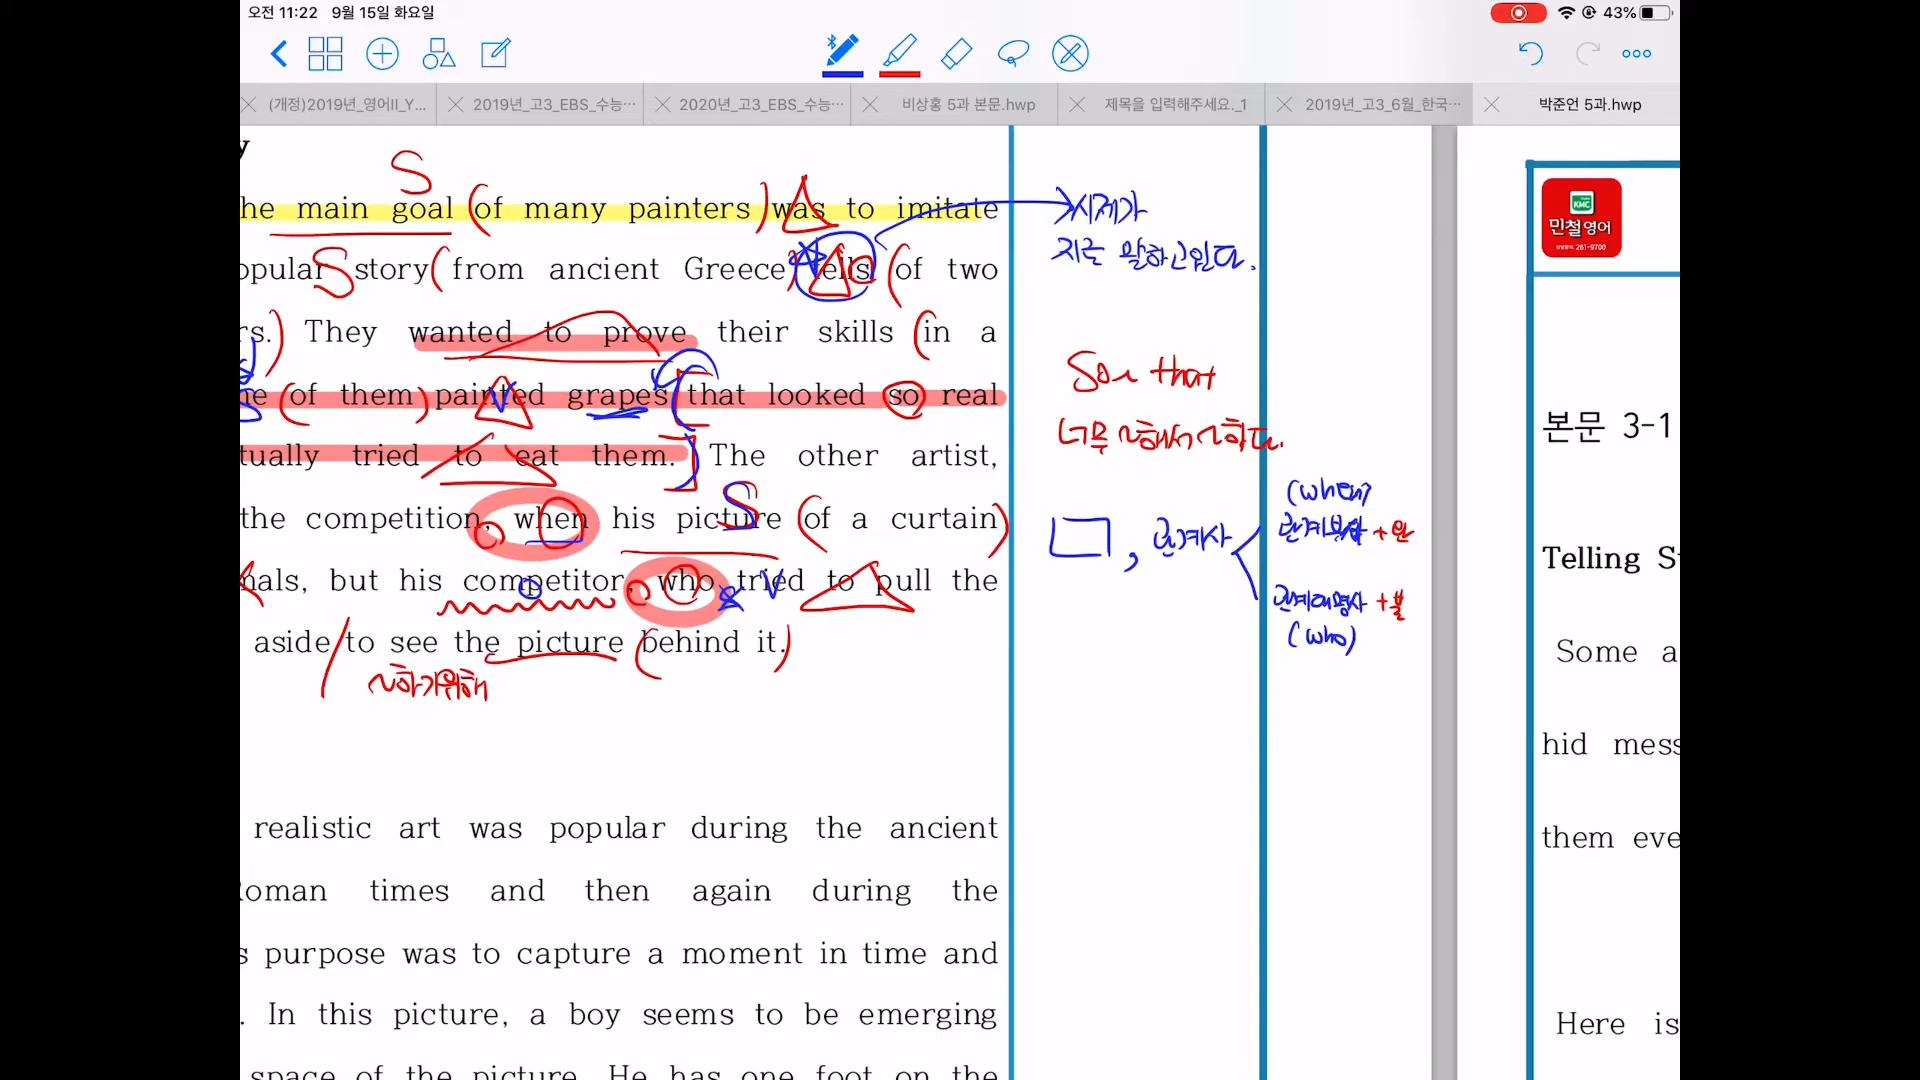 오전 11:22 9월 15일 화요일
43%
(개정)2019년_영어II_Y...
2019년_고3_EBS_수능...
2020년_고3_EBS_수능...
비상홍 5과 본문.hwp
제목을 입력해주세요._1
2019년_고3_6월_한국...
박준언 5과.hwp
y
S
he main goal (of many painters) was to imitate
opular story (from ancient Greece) tells (of two
S
rs.) They wanted to prove their skills (in a
ne (of them) painted grapes [that looked so real
V
tually tried to eat them.] The other artist,
S
the competition, when his picture (of a curtain)
nals, but his competitor, who tried to pull the
V
aside / to see the picture (behind it.)
~하기위해
realistic art was popular during the ancient
Roman times and then again during the
s purpose was to capture a moment in time and
. In this picture, a boy seems to be emerging
space of the picture. He has one foot on the
시제가
지금 말하고있다.
So~ that
너무 ~해서 ~하다.
, 관계사
(when)
관계부사 + 완
관계대명사 + 불
(who)
KMC
민철영어
261-9700
본문 3-1
Telling S
Some a
hid mess
them eve
Here is